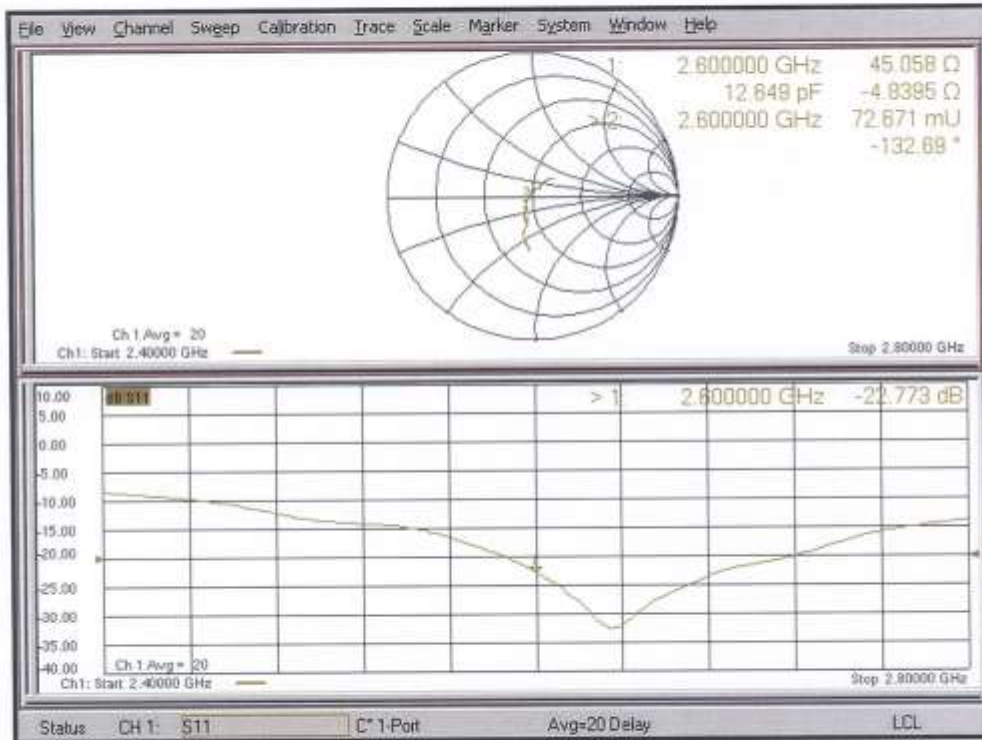 File View Channel Sweep Calibration Trace Scale Marker System Window Help
1: 2.600000 GHz 45.058 Ω
12.649 pF -4.8395 Ω
> 2: 2.600000 GHz 72.671 mU
-132.69 °
Ch 1 Avg = 20
Ch1: Start 2.40000 GHz
Stop 2.80000 GHz
10.00
dB S11
> 1 2.600000 GHz -22.773 dB
5.00
0.00
-5.00
-10.00
-15.00
-20.00
-25.00
-30.00
-35.00
-40.00
Ch 1 Avg = 20
Ch1: Start 2.40000 GHz
Stop 2.80000 GHz
Status CH 1: S11 C* 1-Port Avg=20 Delay LCL